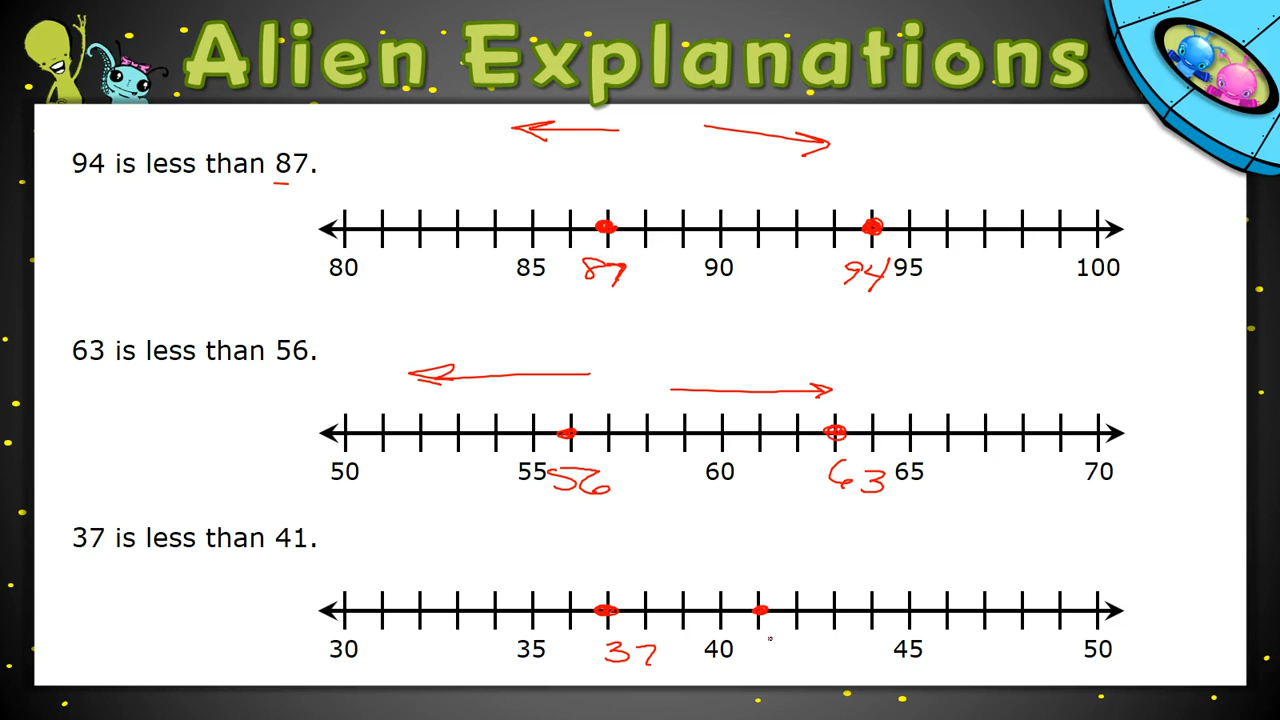 Alien Explanations
94 is less than 87.
80 85 87 90 94 95 100
63 is less than 56.
50 55 56 60 63 65 70
37 is less than 41.
30 35 37 40 45 50